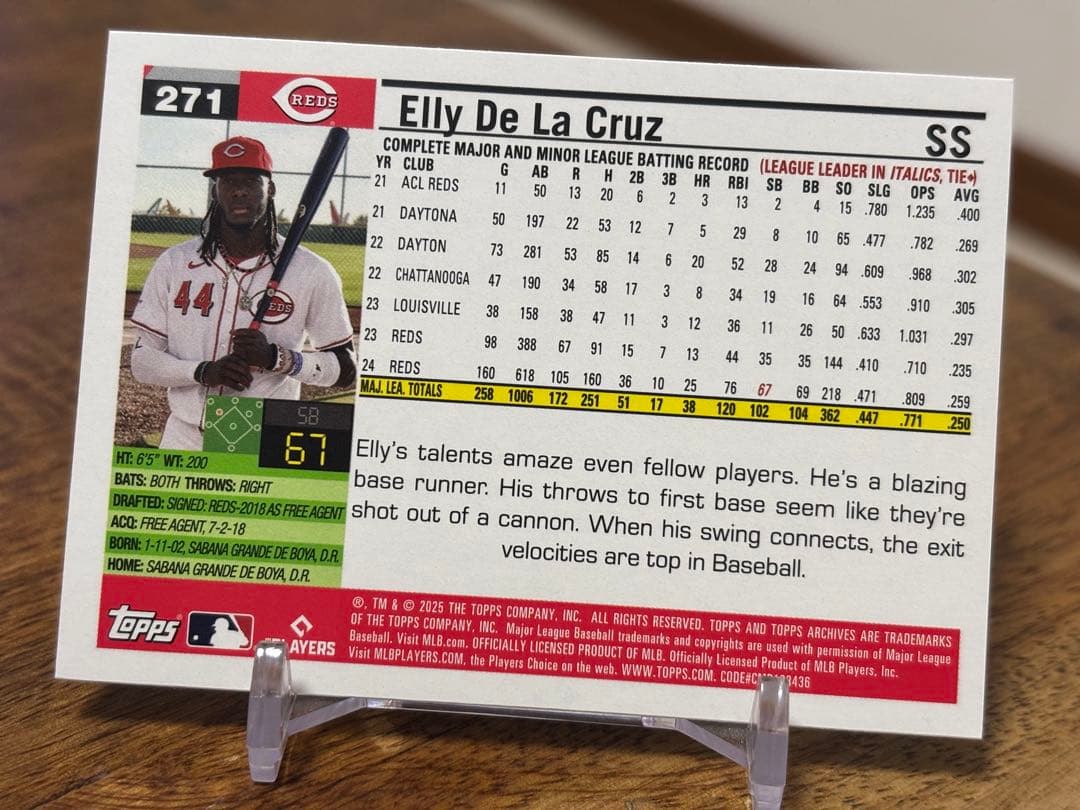 271
REDS
Elly De La Cruz
SS
COMPLETE MAJOR AND MINOR LEAGUE BATTING RECORD (LEAGUE LEADER IN ITALICS, TIE♦)
YR CLUB G AB R H 2B 3B HR RBI SB BB SO SLG OPS AVG
21 ACL REDS 11 50 13 20 6 2 3 13 2 4 15 .780 1.235 .400
21 DAYTONA 50 197 22 53 12 7 5 29 8 10 65 .477 .782 .269
22 DAYTON 73 281 53 85 14 6 20 52 28 24 94 .609 .968 .302
22 CHATTANOOGA 47 190 34 58 17 3 8 34 19 16 64 .553 .910 .305
23 LOUISVILLE 38 158 38 47 11 3 12 36 11 26 50 .633 1.031 .297
23 REDS 98 388 67 91 15 7 13 44 35 35 144 .410 .710 .235
24 REDS 160 618 105 160 36 10 25 76 67 69 218 .471 .809 .259
MAJ. LEA. TOTALS 258 1006 172 251 51 17 38 120 102 104 362 .447 .771 .250
44
REDS
SB
67
HT: 6'5" WT: 200
BATS: BOTH THROWS: RIGHT
DRAFTED: SIGNED: REDS-2018 AS FREE AGENT
ACQ: FREE AGENT, 7-2-18
BORN: 1-11-02, SABANA GRANDE DE BOYA, D.R.
HOME: SABANA GRANDE DE BOYA, D.R.
Elly's talents amaze even fellow players. He's a blazing
base runner. His throws to first base seem like they're
shot out of a cannon. When his swing connects, the exit
velocities are top in Baseball.
Topps
PLAYERS
®, TM & © 2025 THE TOPPS COMPANY, INC. ALL RIGHTS RESERVED. TOPPS AND TOPPS ARCHIVES ARE TRADEMARKS
OF THE TOPPS COMPANY, INC. Major League Baseball trademarks and copyrights are used with permission of Major League
Baseball. Visit MLB.com. OFFICIALLY LICENSED PRODUCT OF MLB. Officially Licensed Product of MLB Players, Inc.
Visit MLBPLAYERS.COM, the Players Choice on the web. WWW.TOPPS.COM.